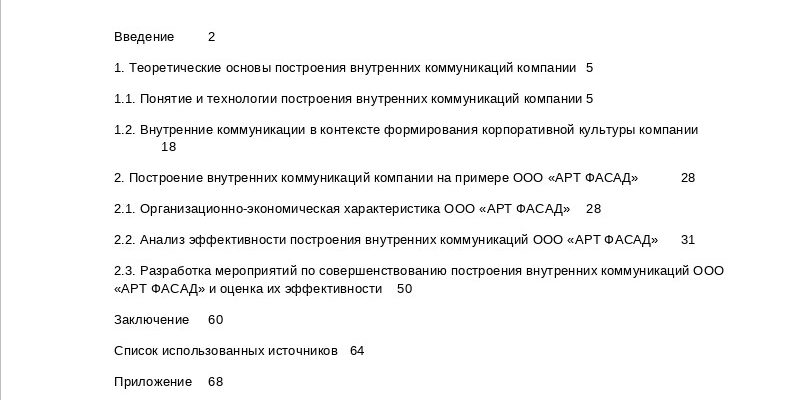 Введение 2
1. Теоретические основы построения внутренних коммуникаций компании 5
1.1. Понятие и технологии построения внутренних коммуникаций компании 5
1.2. Внутренние коммуникации в контексте формирования корпоративной культуры компании
18
2. Построение внутренних коммуникаций компании на примере ООО «АРТ ФАСАД» 28
2.1. Организационно-экономическая характеристика ООО «АРТ ФАСАД» 28
2.2. Анализ эффективности построения внутренних коммуникаций ООО «АРТ ФАСАД» 31
2.3. Разработка мероприятий по совершенствованию построения внутренних коммуникаций ООО
«АРТ ФАСАД» и оценка их эффективности 50
Заключение 60
Список использованных источников 64
Приложение 68